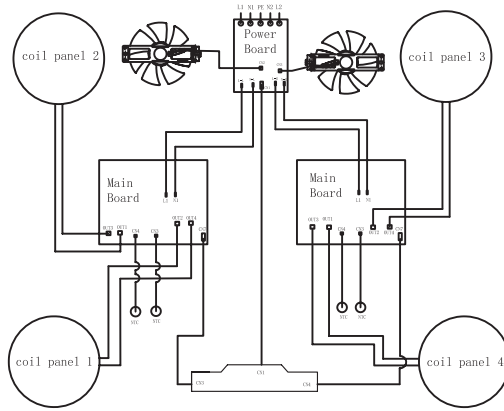 L1 N1 PE N2 L2
Power
Board
coil panel 2
coil panel 3
Main
Board
L1 N1
OUT3 OUT1 CN4 CN3 OUT2 OUT4 CN7
NTC NTC
Main
Board
L1 N1
OUT3 OUT1 CN4 CN3 OUT2 OUT4 CN7
NTC NTC
coil panel 1
coil panel 4
CN1
CN3
CN4